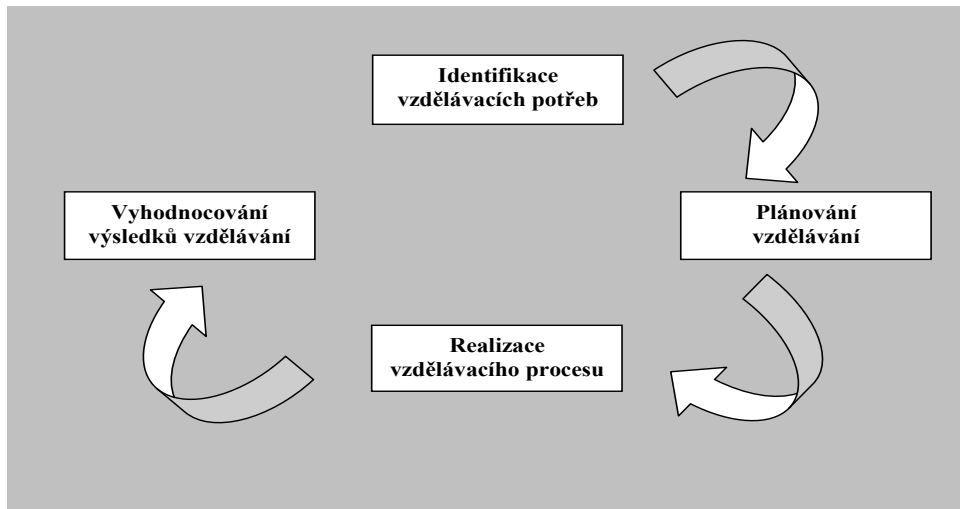 Identifikace
vzdělávacích potřeb
Vyhodnocování
výsledků vzdělávání
Plánování
vzdělávání
Realizace
vzdělávacího procesu